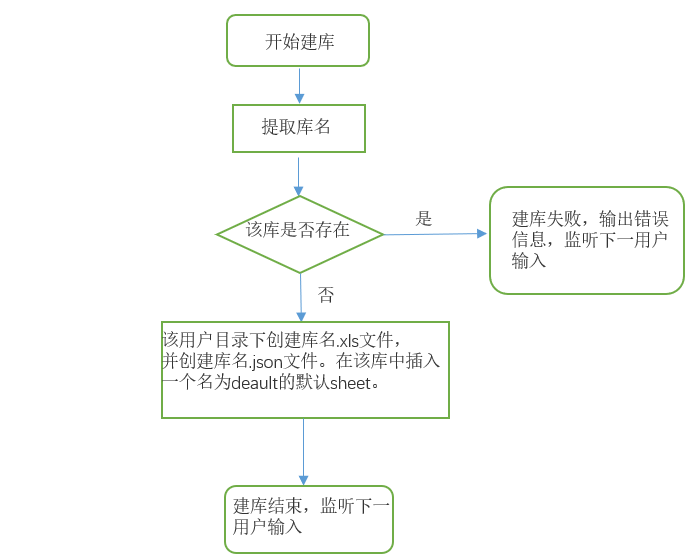 开始建库
提取库名
该库是否存在
是
建库失败，输出错误
信息，监听下一用户
输入
否
该用户目录下创建库名.xls文件，
并创建库名.json文件。在该库中插入
一个名为deault的默认sheet。
建库结束，监听下一
用户输入